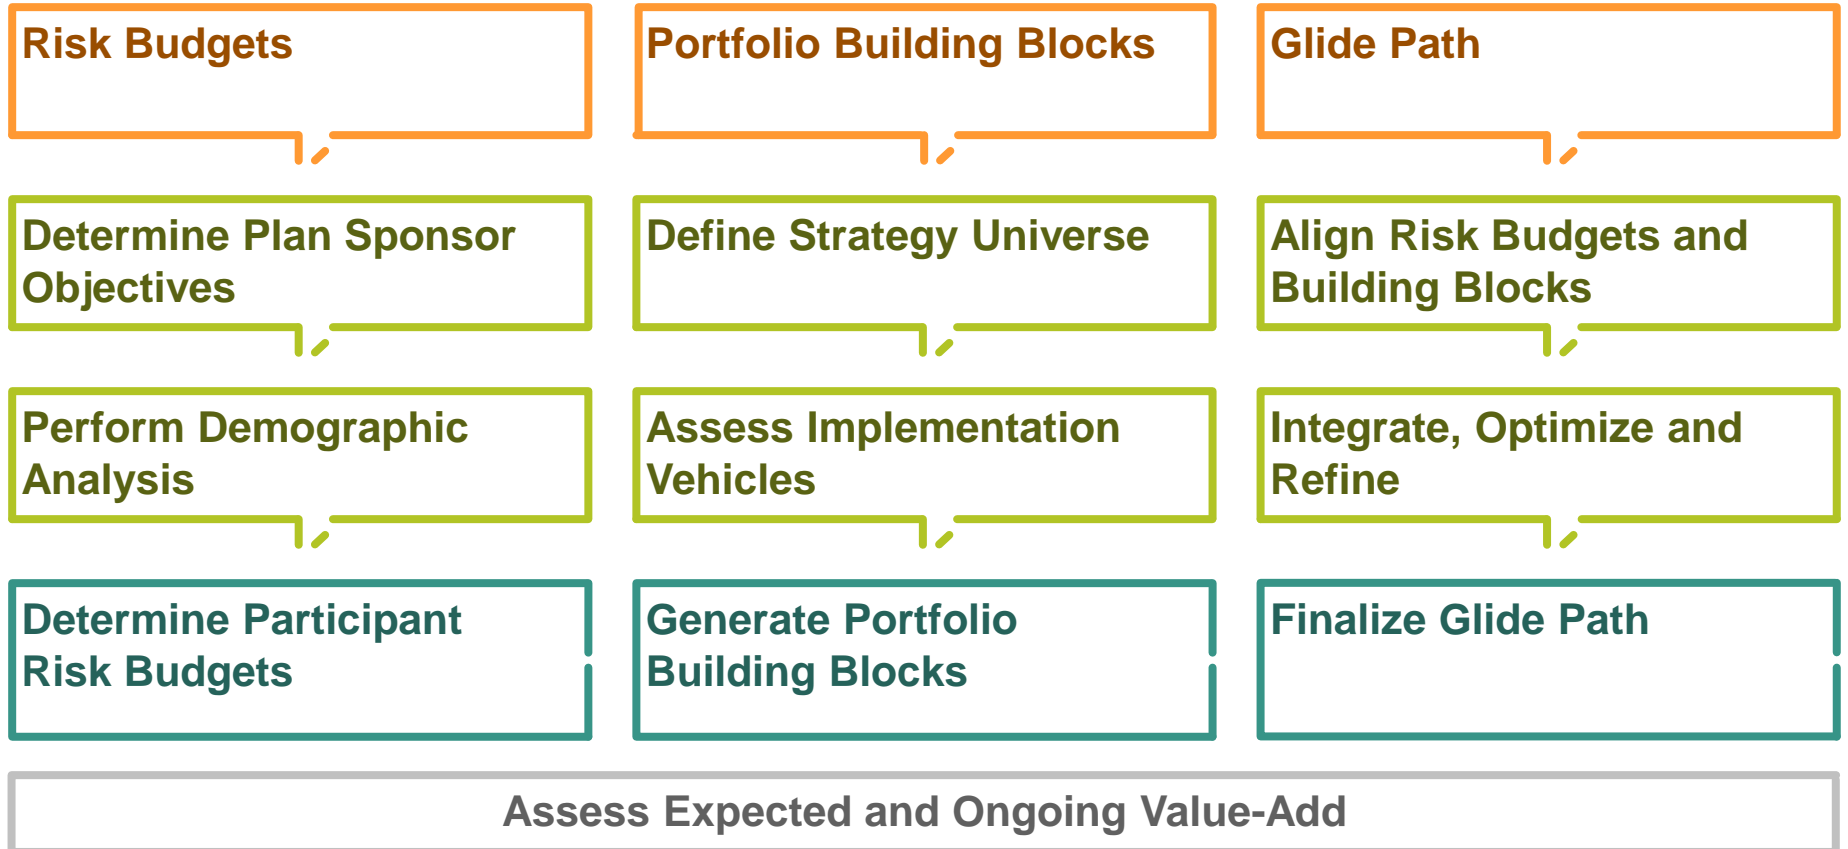 Risk Budgets
Portfolio Building Blocks
Glide Path
Determine Plan Sponsor
Objectives
Define Strategy Universe
Align Risk Budgets and
Building Blocks
Perform Demographic
Analysis
Assess Implementation
Vehicles
Integrate, Optimize and
Refine
Determine Participant
Risk Budgets
Generate Portfolio
Building Blocks
Finalize Glide Path
Assess Expected and Ongoing Value-Add